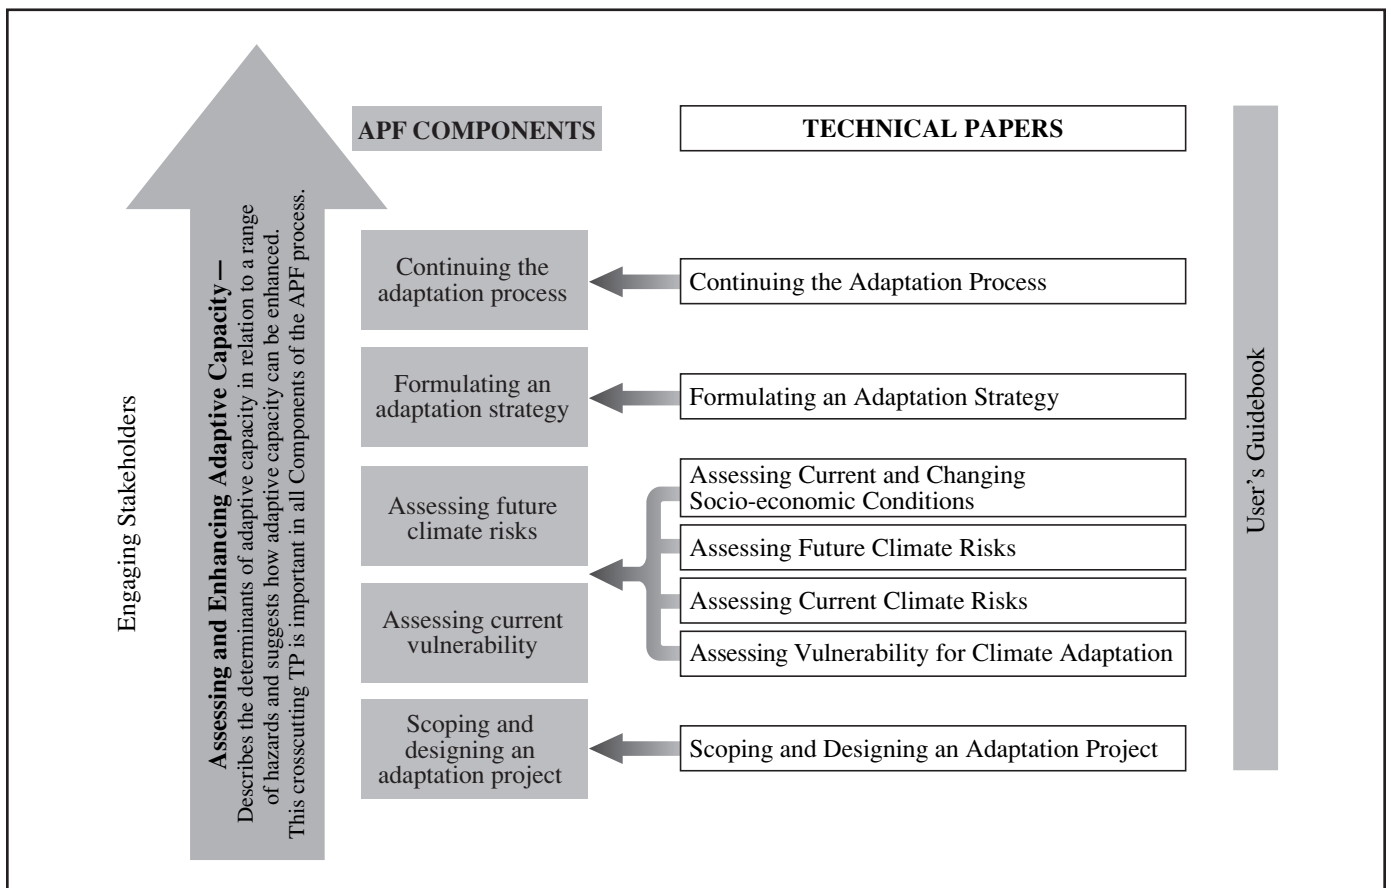 Engaging Stakeholders
Assessing and Enhancing Adaptive Capacity —
Describes the determinants of adaptive capacity in relation to a range
of hazards and suggests how adaptive capacity can be enhanced.
This crosscutting TP is important in all Components of the APF process.
APF COMPONENTS
Continuing the
adaptation process
Formulating an
adaptation strategy
Assessing future
climate risks
Assessing current
vulnerability
Scoping and
designing an
adaptation project
TECHNICAL PAPERS
Continuing the Adaptation Process
Formulating an Adaptation Strategy
Assessing Current and Changing
Socio-economic Conditions
Assessing Future Climate Risks
Assessing Current Climate Risks
Assessing Vulnerability for Climate Adaptation
Scoping and Designing an Adaptation Project
User’s Guidebook